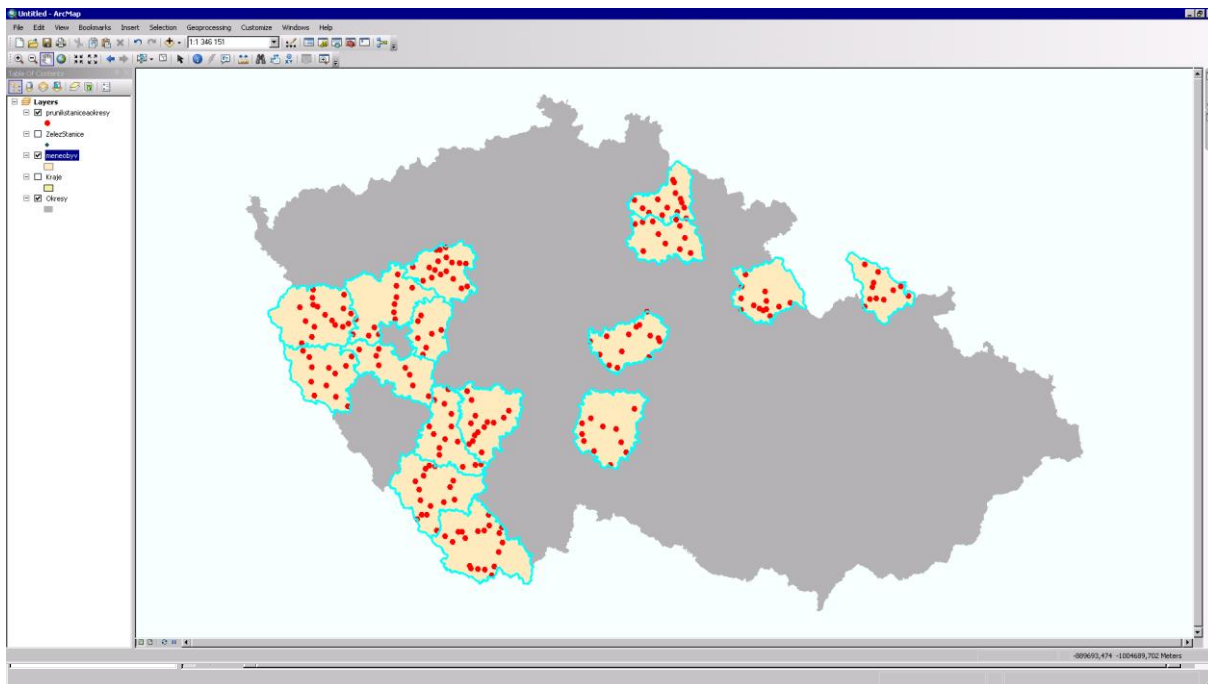 Untitled - ArcMap
File Edit View Bookmarks Insert Selection Geoprocessing Customize Windows Help
1:1 346 151
Table Of Contents
Layers
prunikstaniceaokresy
ZelezStanice
meneobyv
Kraje
Okresy
-889693,474 -1004689,702 Meters